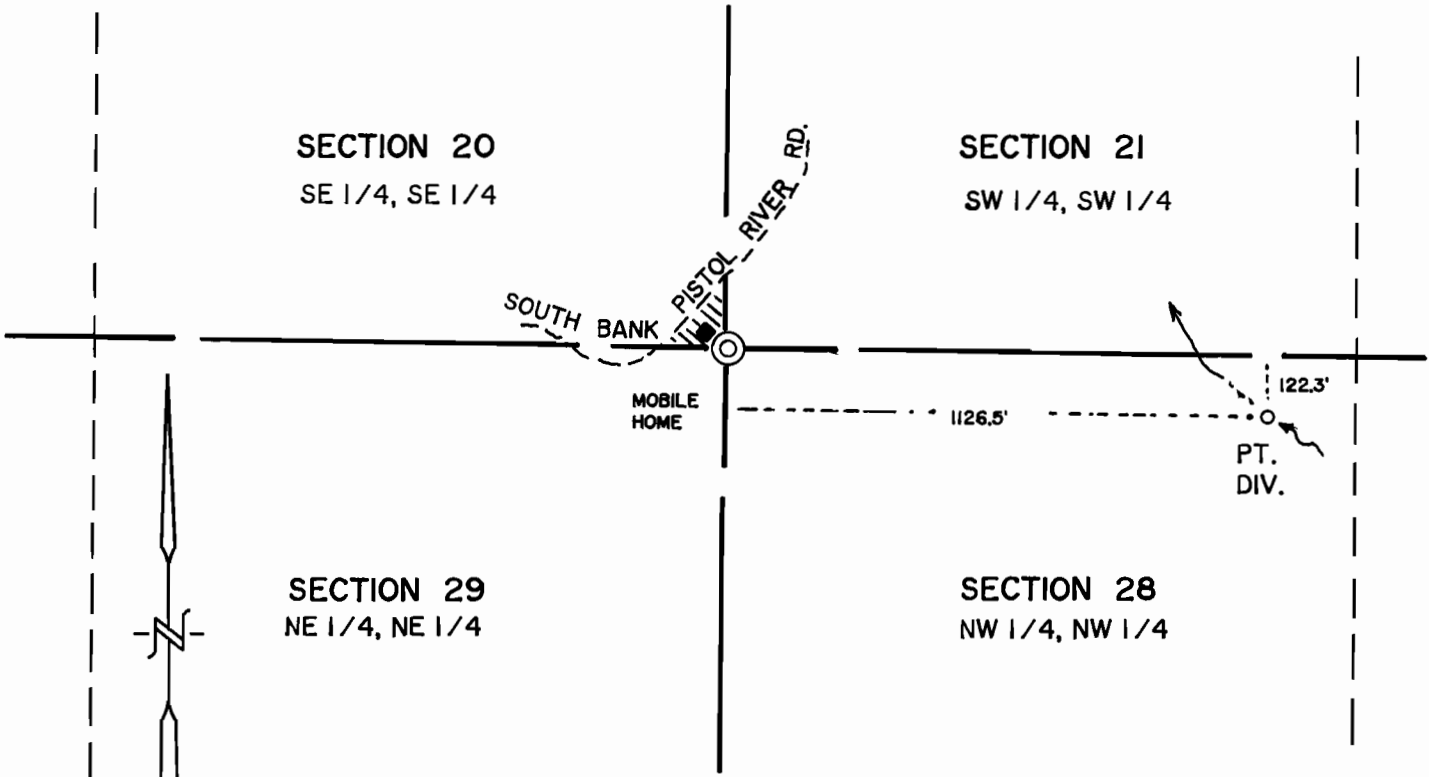 SECTION 20
SE 1/4, SE 1/4
SECTION 21
SW 1/4, SW 1/4
SOUTH BANK PISTOL RIVER RD.
MOBILE
HOME
1126.5'
122.3'
PT.
DIV.
SECTION 29
NE 1/4, NE 1/4
SECTION 28
NW 1/4, NW 1/4
N